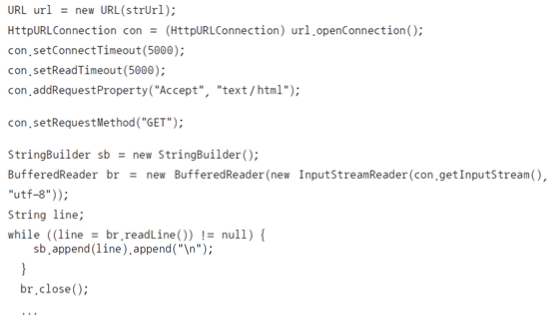 URL url = new URL(strUrl);
HttpURLConnection con = (HttpURLConnection) url.openConnection();
con.setConnectTimeout(5000);
con.setReadTimeout(5000);
con.addRequestProperty("Accept", "text/html");
con.setRequestMethod("GET");
StringBuilder sb = new StringBuilder();
BufferedReader br = new BufferedReader(new InputStreamReader(con.getInputStream(),
"utf-8"));
String line;
while ((line = br.readLine()) != null) {
sb.append(line).append("\n");
}
br.close();
...